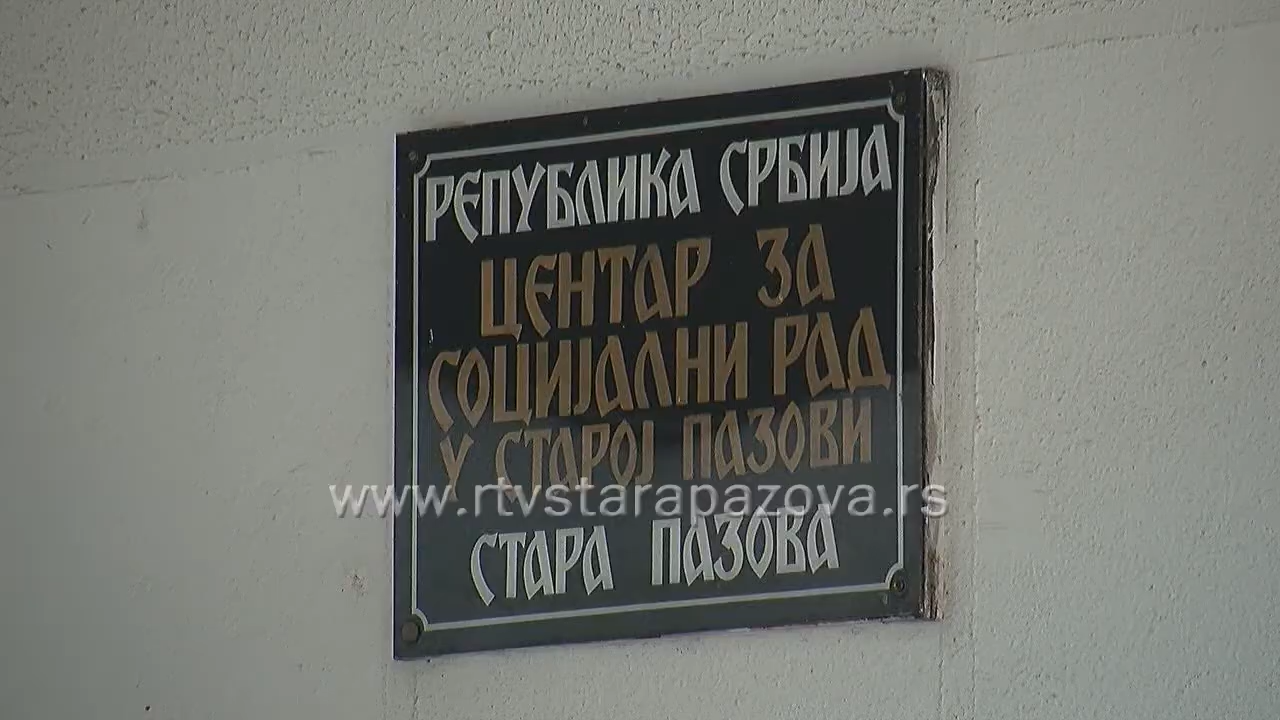 РЕПУБЛИКА СРБИЈА
ЦЕНТАР ЗА
СОЦИЈАЛНИ РАД
У СТАРОЈ ПАЗОВИ
www.rtvstarapazova.rs
СТАРА ПАЗОВА